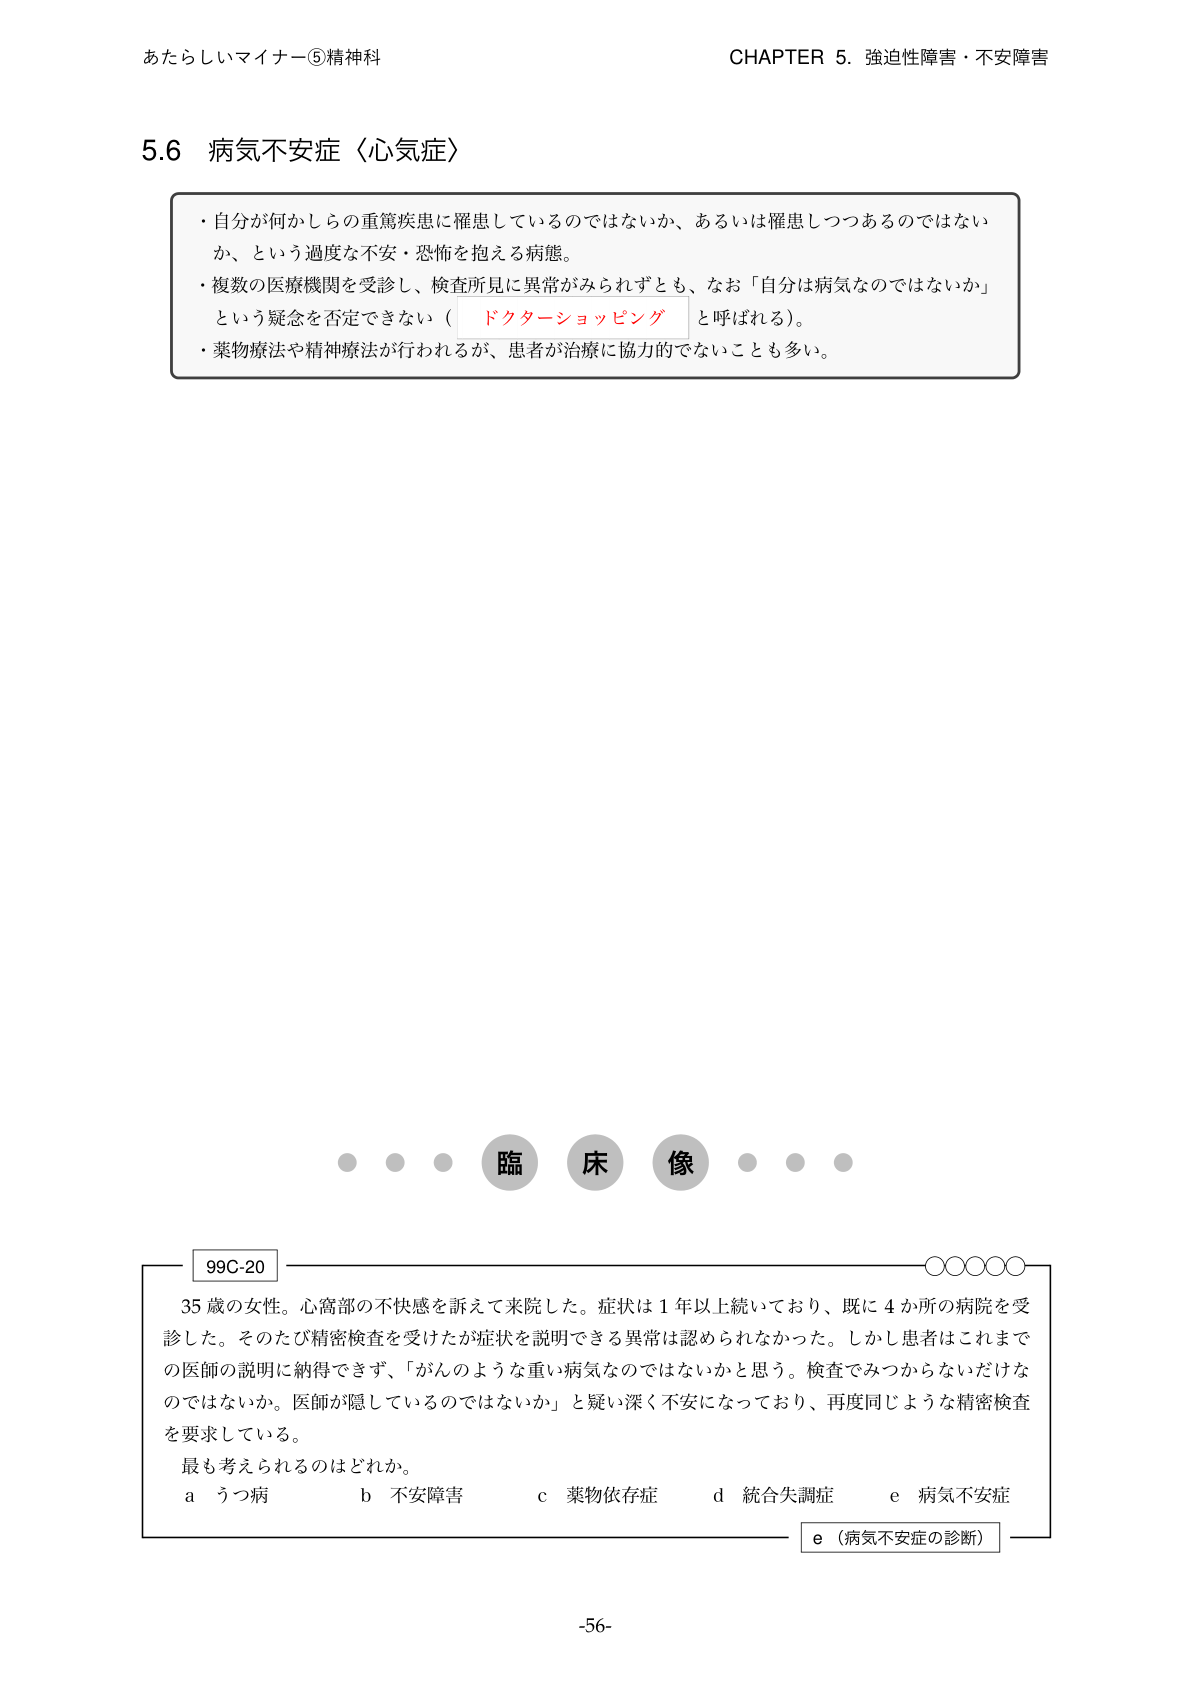 あたらしいマイナー⑤精神科
CHAPTER 5. 強迫性障害・不安障害
5.6 病気不安症〈心気症〉
・自分が何かしらの重篤疾患に罹患しているのではないか、あるいは罹患しつつあるのではない
か、という過度な不安・恐怖を抱える病態。
・複数の医療機関を受診し、検査所見に異常がみられずとも、なお「自分は病気なのではないか」
という疑念を否定できない（ ドクターショッピング と呼ばれる）。
・薬物療法や精神療法が行われるが、患者が治療に協力的でないことも多い。
臨床像
99C-20
35 歳の女性。心窩部の不快感を訴えて来院した。症状は 1 年以上続いており、既に 4 か所の病院を受
診した。そのたび精密検査を受けたが症状を説明できる異常は認められなかった。しかし患者はこれまで
の医師の説明に納得できず、「がんのような重い病気なのではないかと思う。検査でみつからないだけな
のではないか。医師が隠しているのではないか」と疑い深く不安になっており、再度同じような精密検査
を要求している。
最も考えられるのはどれか。
a うつ病 b 不安障害 c 薬物依存症 d 統合失調症 e 病気不安症
e （病気不安症の診断）
-56-